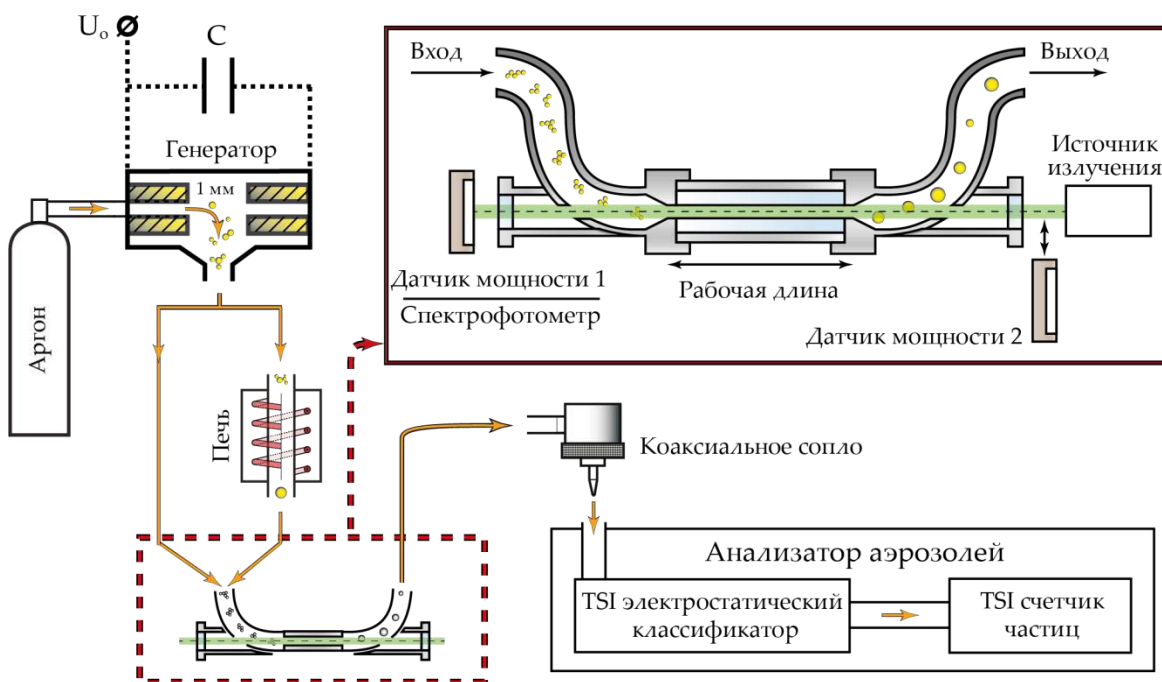 U₀
C
Генератор
1 мм
Аргон
Печь
Вход
Выход
Источник
излучения
Датчик мощности 1
Спектрофотометр
Рабочая длина
Датчик мощности 2
Коаксиальное сопло
Анализатор аэрозолей
TSI электростатический
классификатор
TSI счетчик
частиц